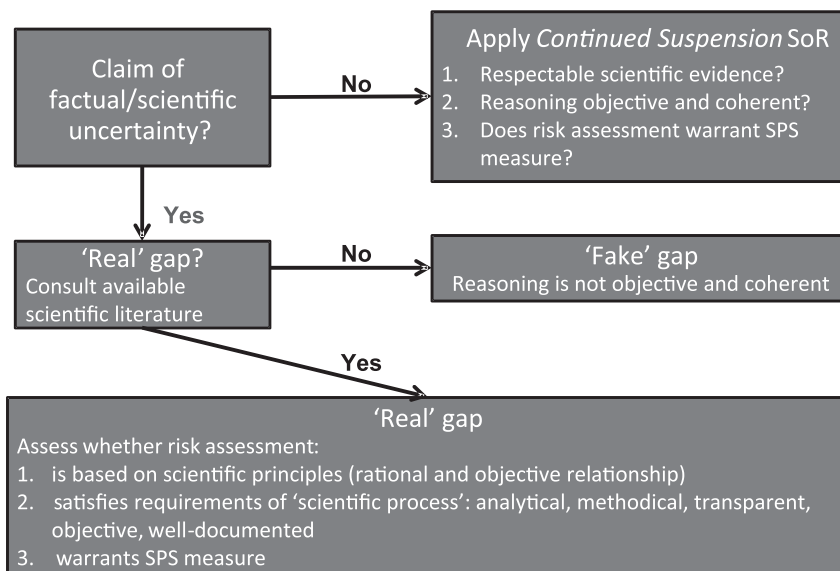 Claim of
factual/scientific
uncertainty?
No
Apply Continued Suspension SoR
1. Respectable scientific evidence?
2. Reasoning objective and coherent?
3. Does risk assessment warrant SPS
measure?
Yes
‘Real’ gap?
Consult available
scientific literature
No
‘Fake’ gap
Reasoning is not objective and coherent
Yes
‘Real’ gap
Assess whether risk assessment:
1. is based on scientific principles (rational and objective relationship)
2. satisfies requirements of ‘scientific process’: analytical, methodical, transparent,
objective, well-documented
3. warrants SPS measure